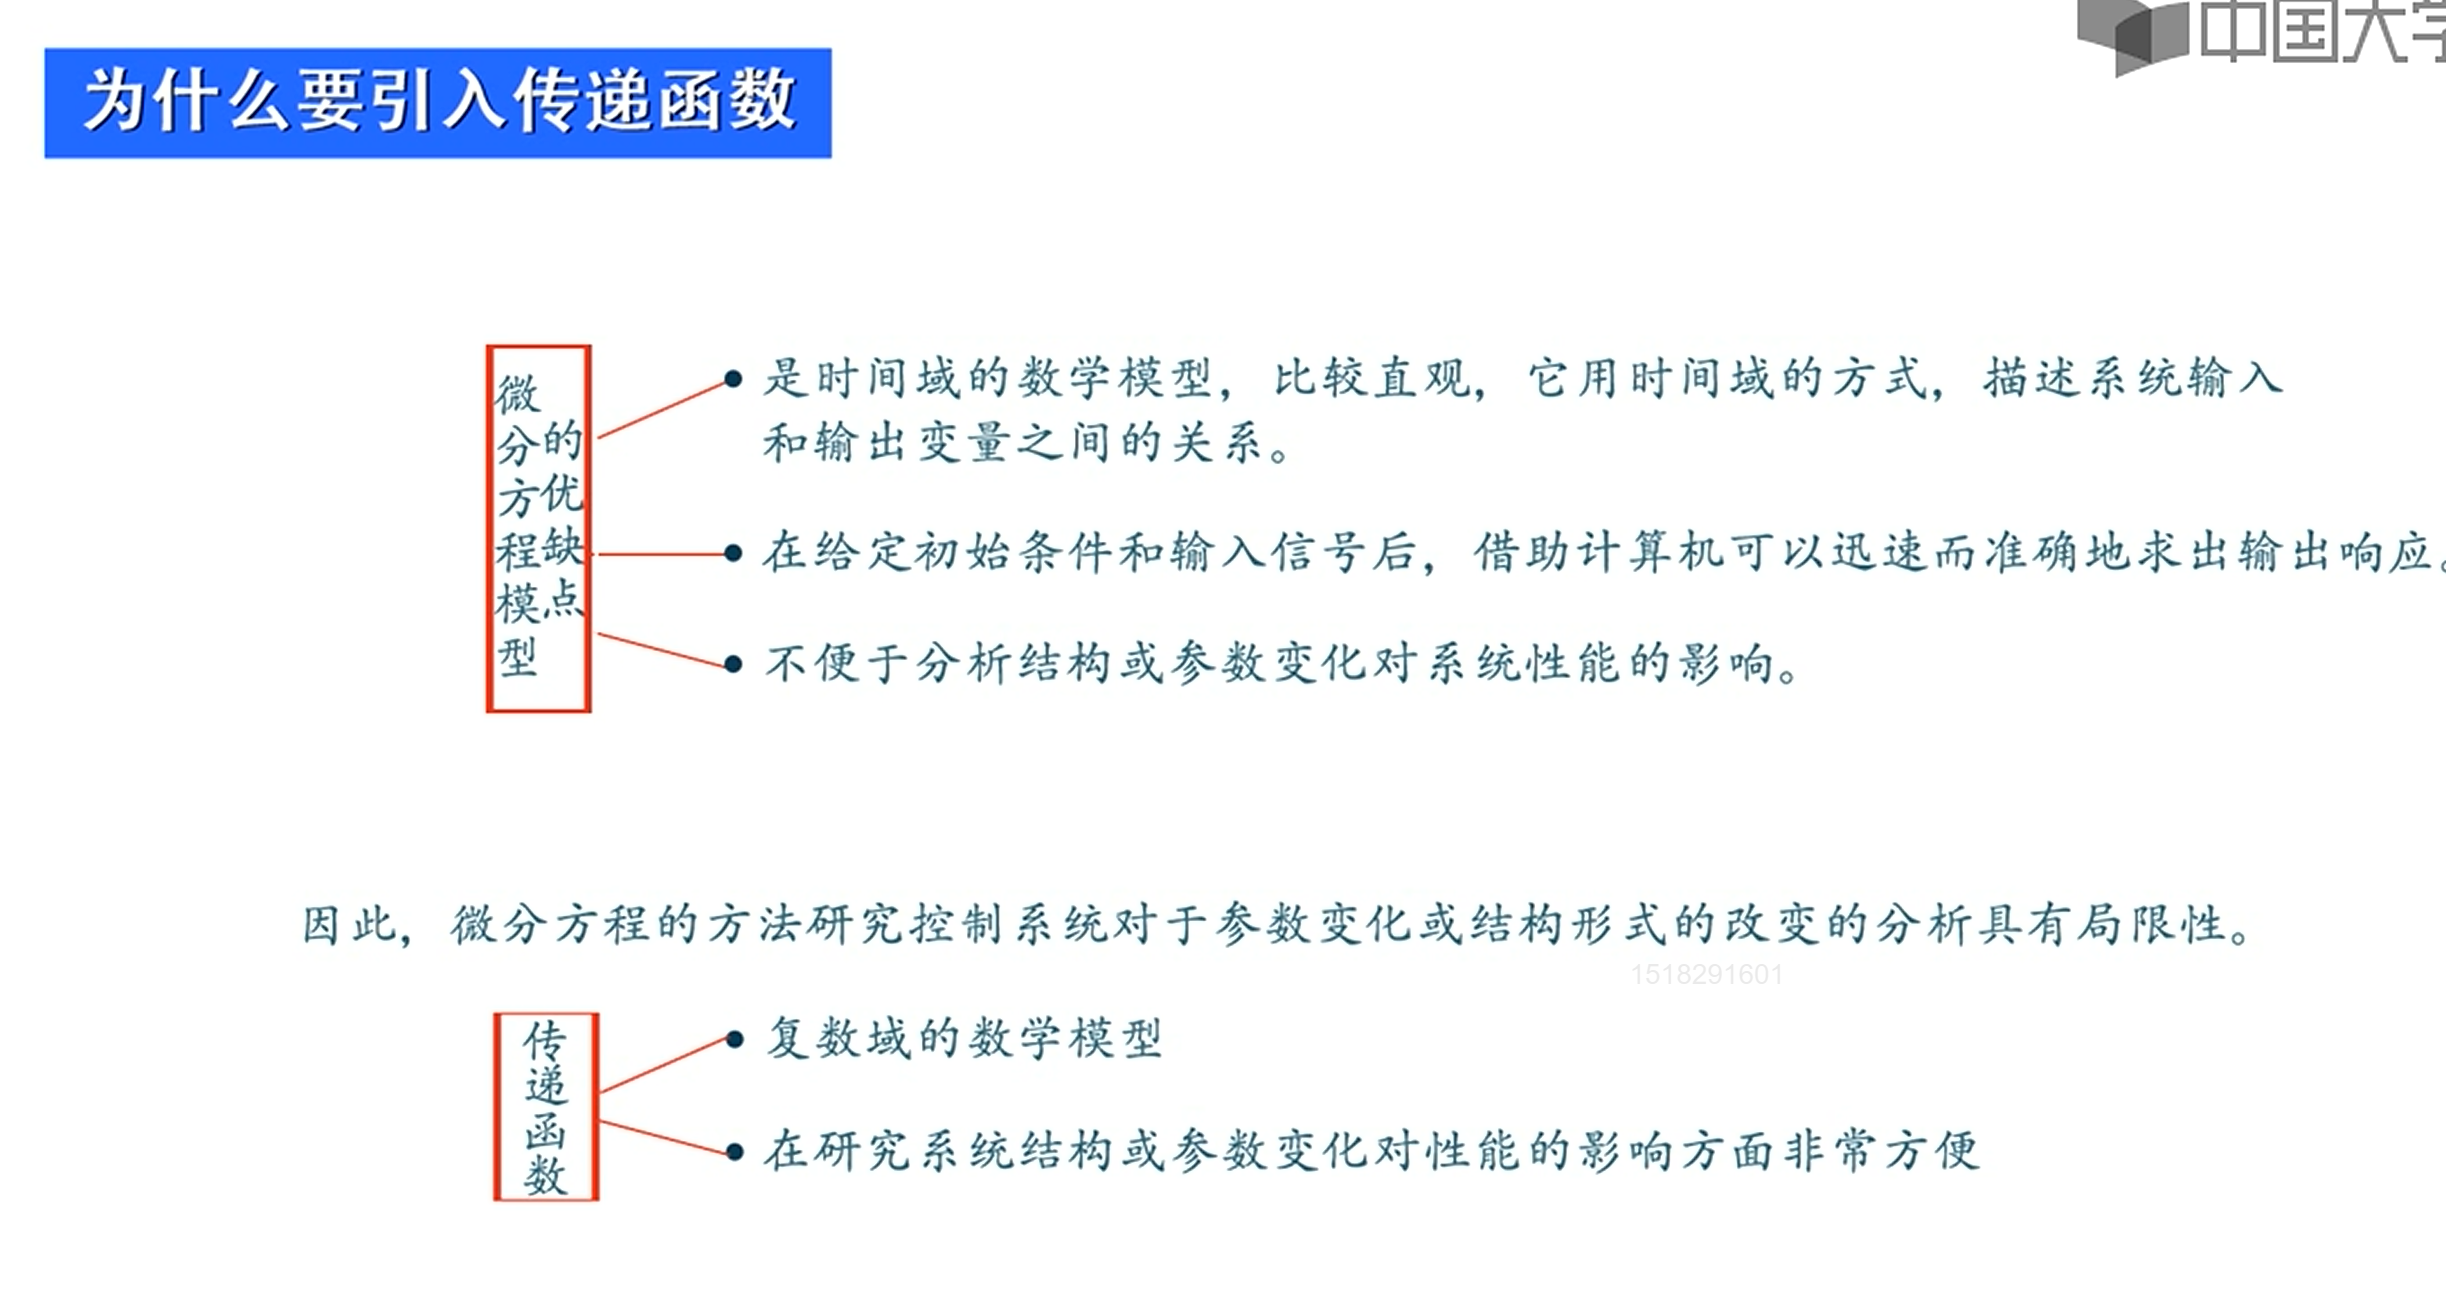 中国大学
为什么要引入传递函数
微分方程模型
的优缺点
是时间域的数学模型，比较直观，它用时间域的方式，描述系统输入
和输出变量之间的关系。
在给定初始条件和输入信号后，借助计算机可以迅速而准确地求出输出响应。
不便于分析结构或参数变化对系统性能的影响。
因此，微分方程的方法研究控制系统对于参数变化或结构形式的改变的分析具有局限性。
1518291601
传递函数
复数域的数学模型
在研究系统结构或参数变化对性能的影响方面非常方便